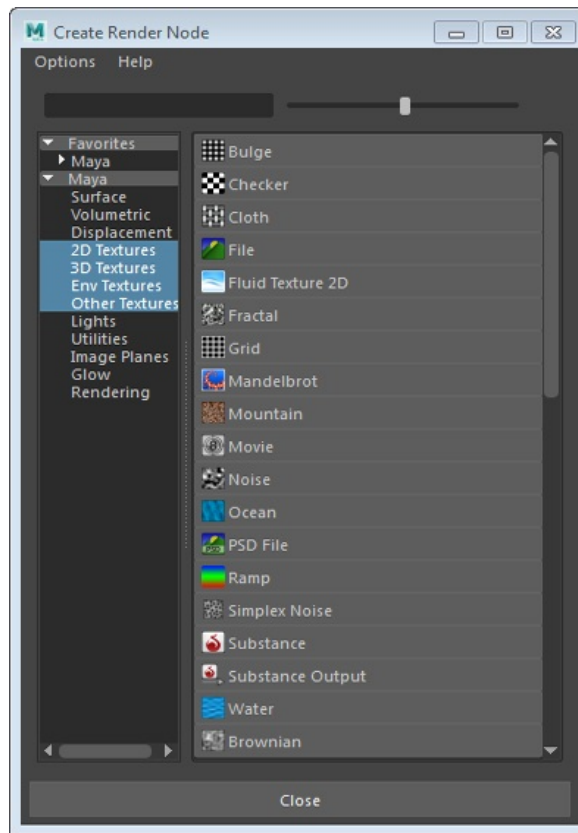 Create Render Node
Options Help
Favorites
Maya
Maya
Surface
Volumetric
Displacement
2D Textures
3D Textures
Env Textures
Other Textures
Lights
Utilities
Image Planes
Glow
Rendering
Bulge
Checker
Cloth
File
Fluid Texture 2D
Fractal
Grid
Mandelbrot
Mountain
Movie
Noise
Ocean
PSD File
Ramp
Simplex Noise
Substance
Substance Output
Water
Brownian
Close